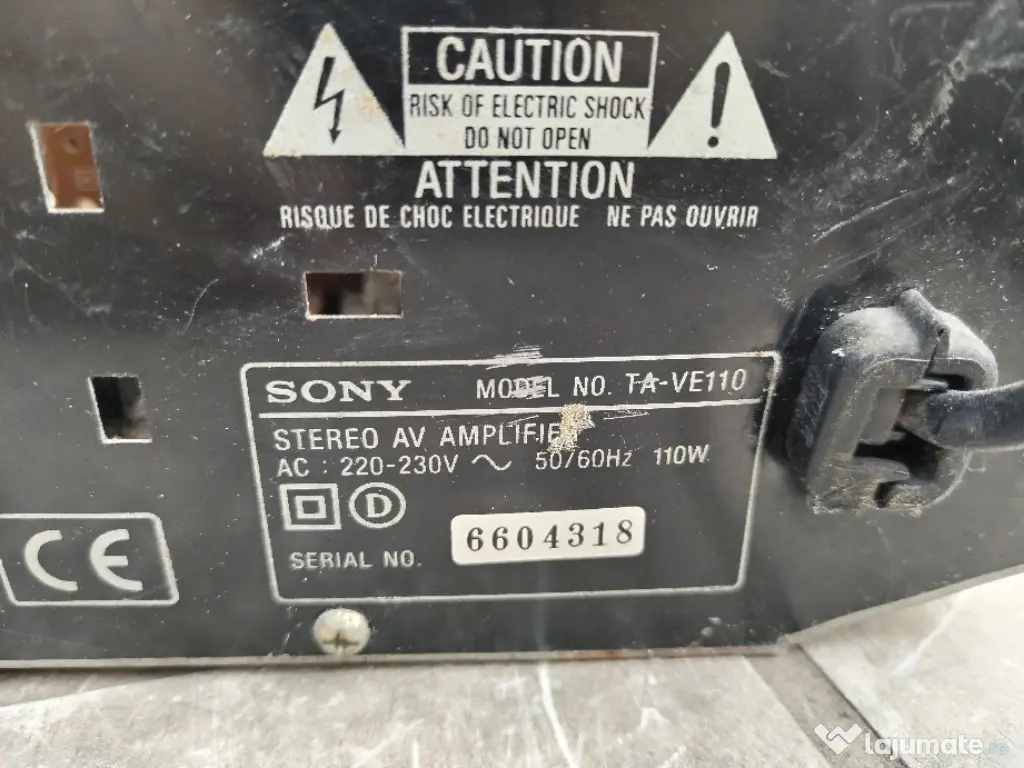 CAUTION
RISK OF ELECTRIC SHOCK
DO NOT OPEN
ATTENTION
RISQUE DE CHOC ELECTRIQUE NE PAS OUVRIR
SONY MODEL NO. TA-VE110
STEREO AV AMPLIFIER
AC : 220-230V ~ 50/60Hz 110W
D
SERIAL NO. 6604318
CE
lajumate.ro